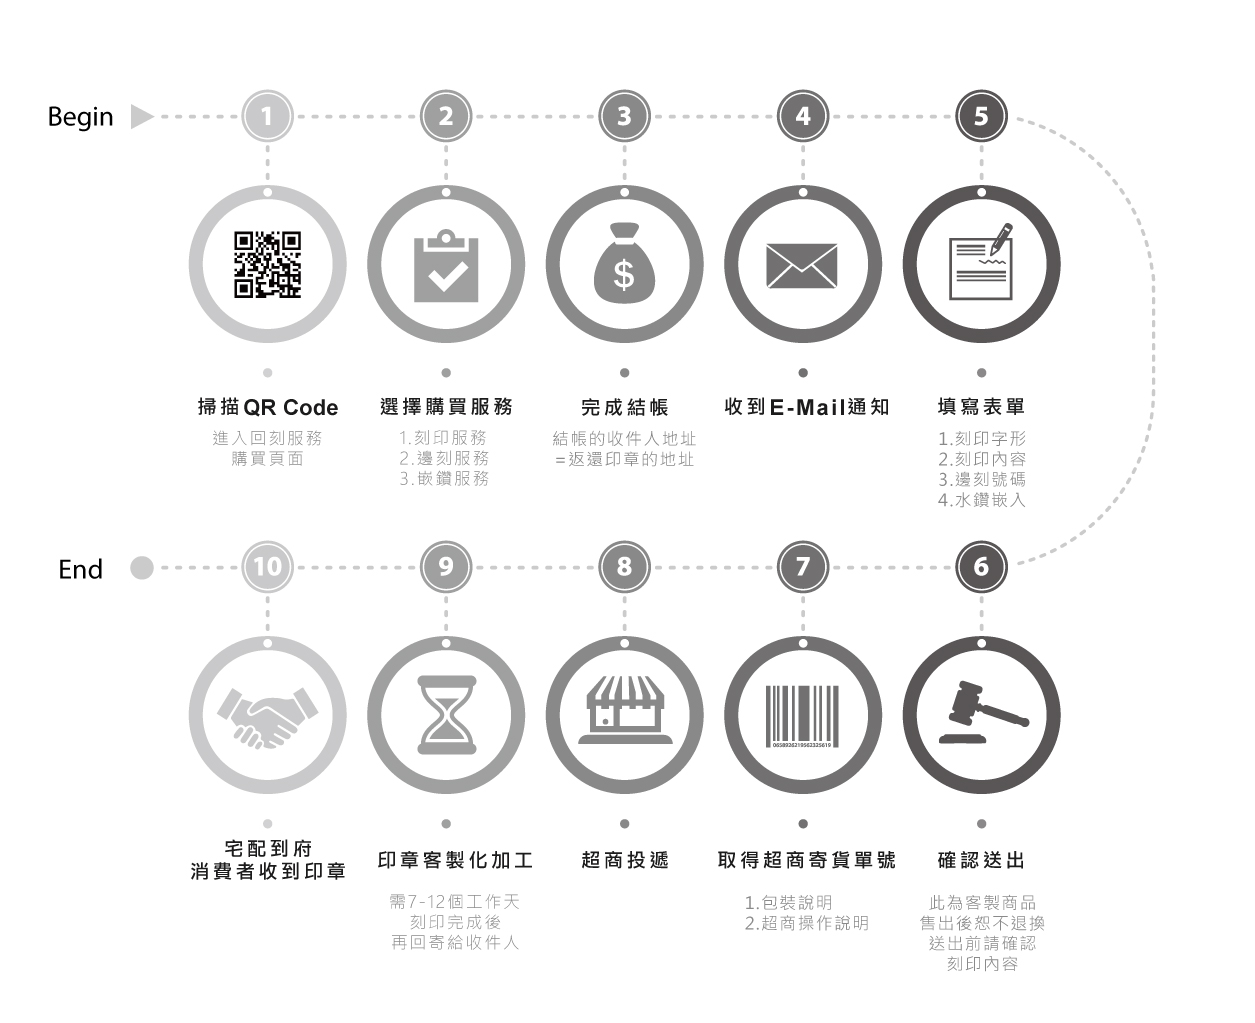 Begin
1
2
3
4
5
掃描QR Code
進入回刻服務
購買頁面
選擇購買服務
1.刻印服務
2.邊刻服務
3.嵌鑽服務
$
完成結帳
結帳的收件人地址
=返還印章的地址
收到E-Mail通知
填寫表單
1.刻印字形
2.刻印內容
3.邊刻號碼
4.水鑽嵌入
End
10
9
8
7
6
宅配到府
消費者收到印章
印章客製化加工
需7-12個工作天
刻印完成後
再回寄給收件人
超商投遞
取得超商寄貨單號
1.包裝說明
2.超商操作說明
確認送出
此為客製商品
售出後恕不退換
送出前請確認
刻印內容